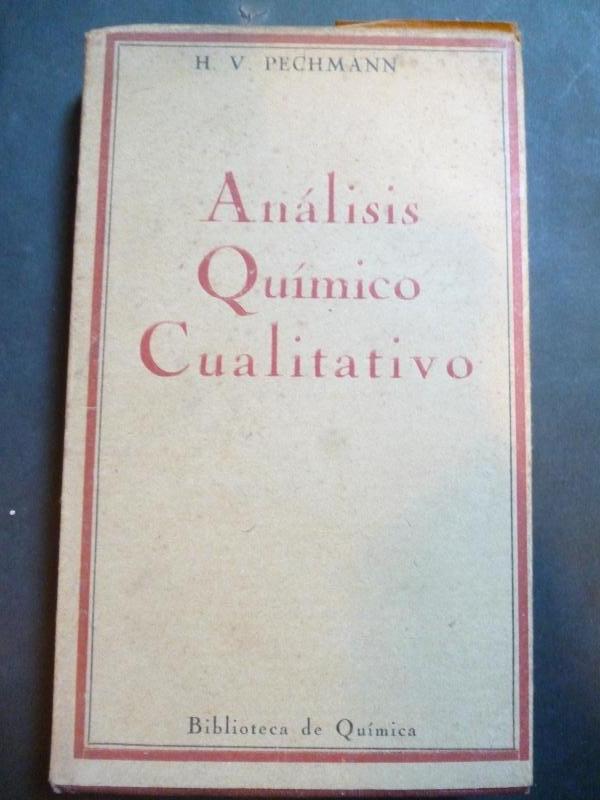 H. V. PECHMANN
Análisis
Químico
Cualitativo
Biblioteca de Química